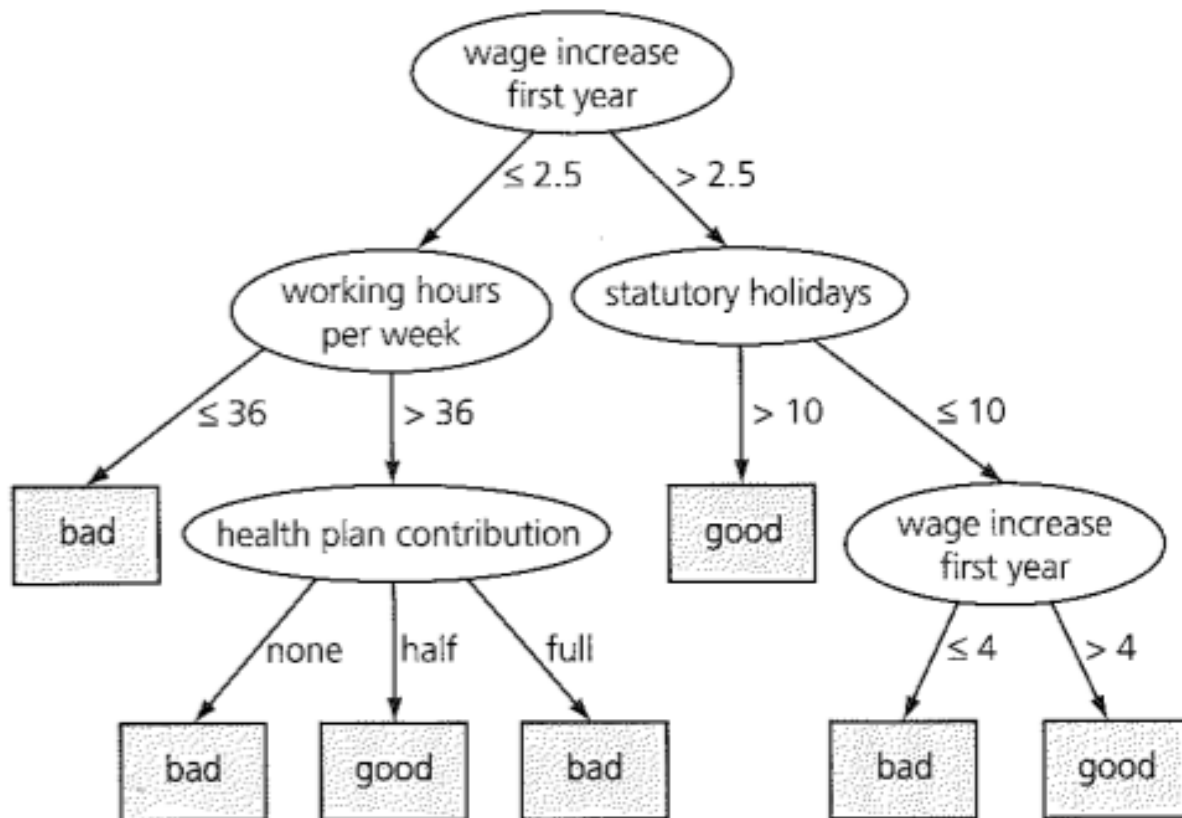 wage increase
first year
≤ 2.5
> 2.5
working hours
per week
statutory holidays
≤ 36
> 36
> 10
≤ 10
bad
health plan contribution
good
wage increase
first year
none
half
full
≤ 4
> 4
bad
good
bad
bad
good